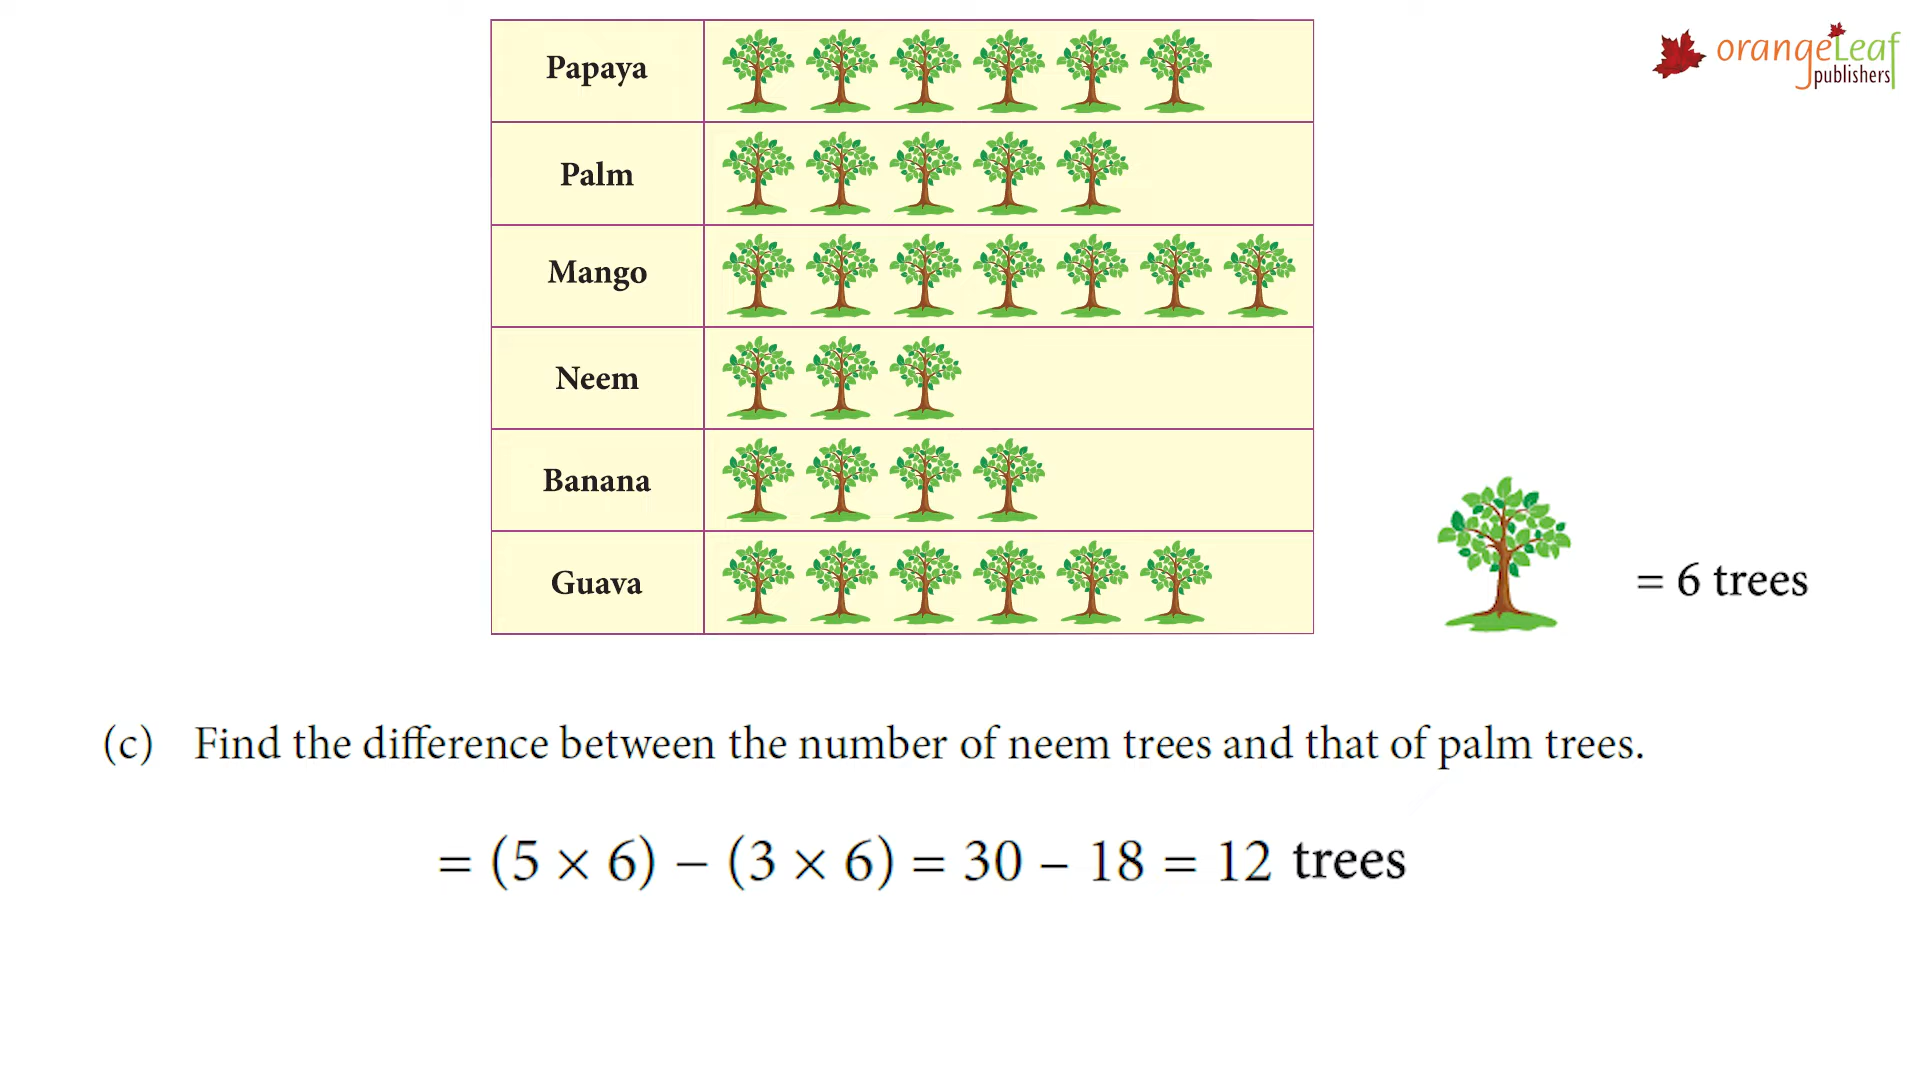 orangeLeaf
publishers
Papaya
Palm
Mango
Neem
Banana
Guava
= 6 trees
(c) Find the difference between the number of neem trees and that of palm trees.
= (5 × 6) – (3 × 6) = 30 – 18 = 12 trees